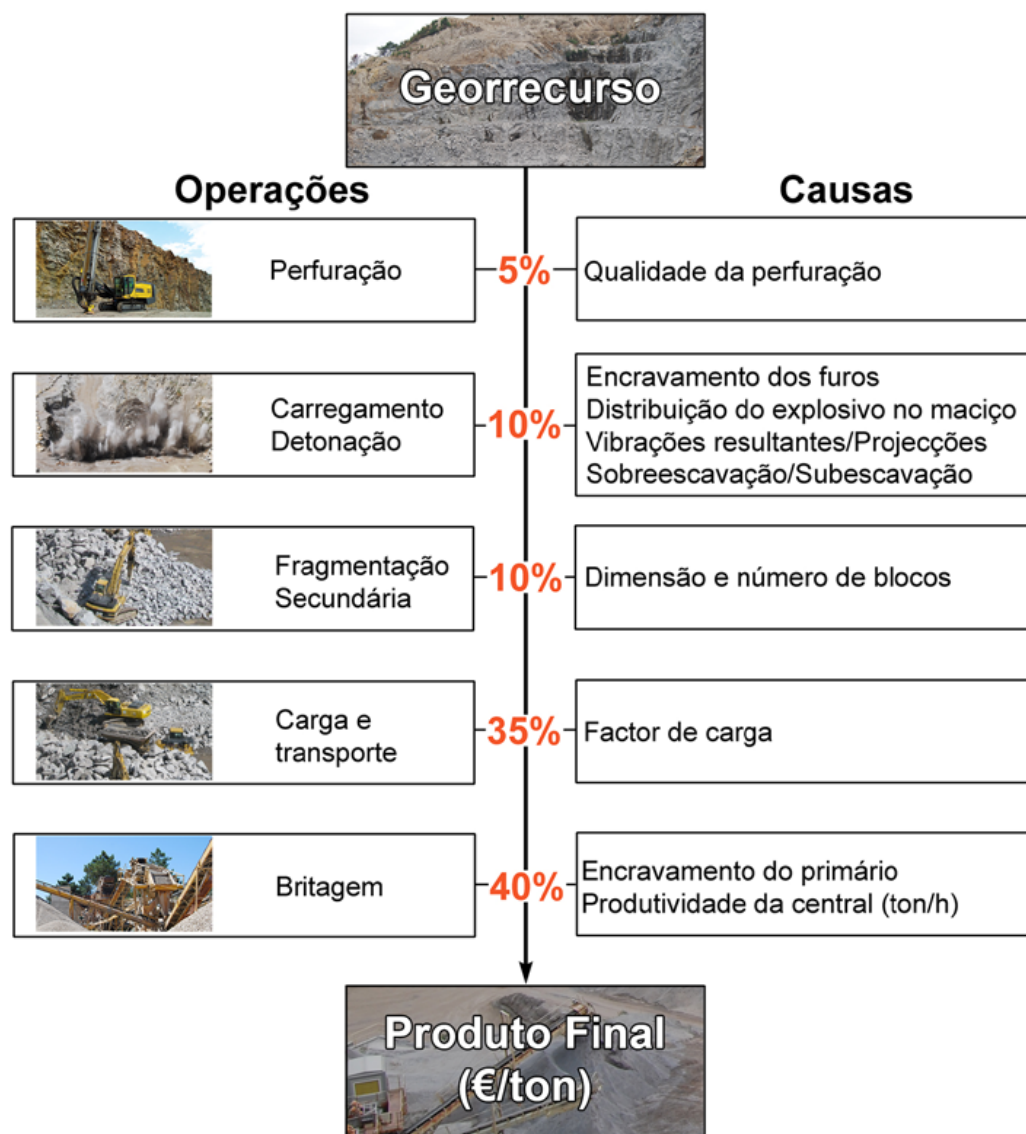 Georrecurso
Operações
Causas
Perfuração
5%
Qualidade da perfuração
Carregamento
Detonação
10%
Encravamento dos furos
Distribuição do explosivo no maciço
Vibrações resultantes/Projecções
Sobreescavação/Subescavação
Fragmentação
Secundária
10%
Dimensão e número de blocos
Carga e
transporte
35%
Factor de carga
Britagem
40%
Encravamento do primário
Produtividade da central (ton/h)
Produto Final
(€/ton)